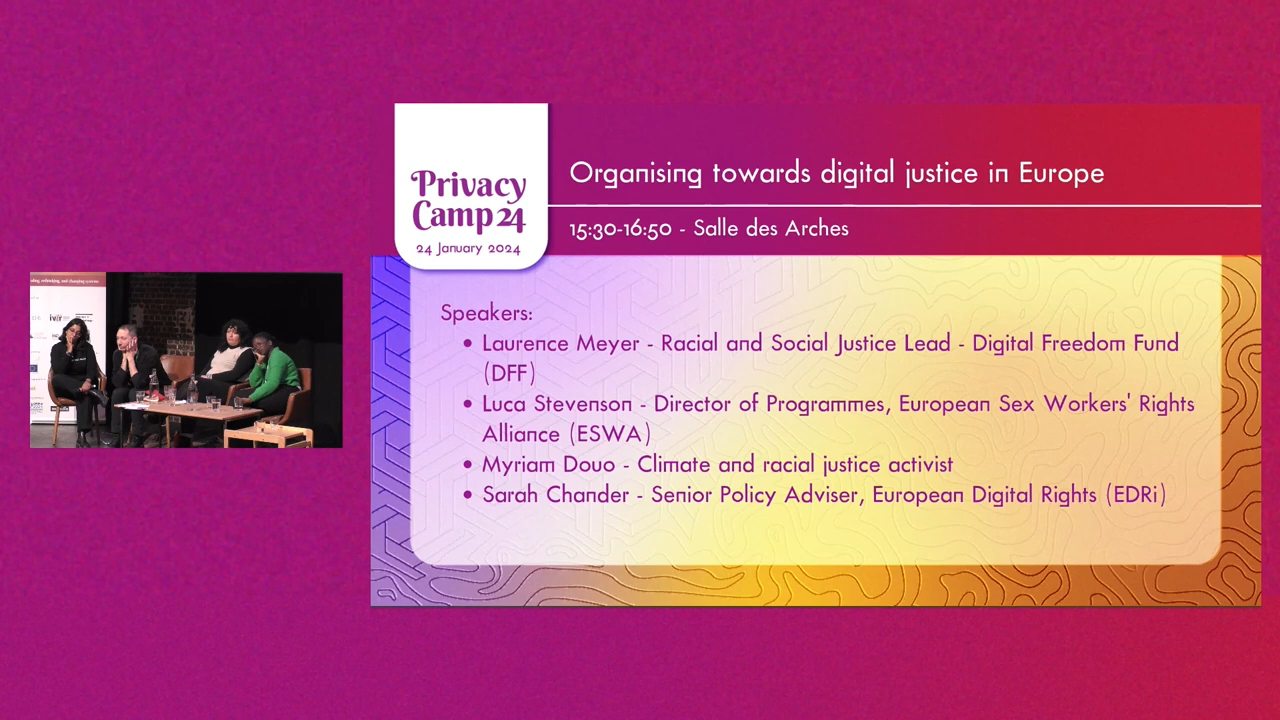 Privacy
Camp 24
24 January 2024
Organising towards digital justice in Europe
15:30-16:50 - Salle des Arches
Speakers:
• Laurence Meyer - Racial and Social Justice Lead - Digital Freedom Fund
(DFF)
• Luca Stevenson - Director of Programmes, European Sex Workers' Rights
Alliance (ESWA)
• Myriam Douo - Climate and racial justice activist
• Sarah Chander - Senior Policy Adviser, European Digital Rights (EDRi)